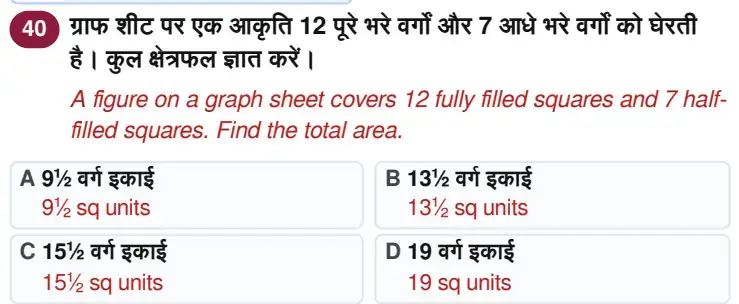 40 ग्राफ शीट पर एक आकृति 12 पूरे भरे वर्गों और 7 आधे भरे वर्गों को घेरती
है। कुल क्षेत्रफल ज्ञात करें।
A figure on a graph sheet covers 12 fully filled squares and 7 half-
filled squares. Find the total area.
A 9½ वर्ग इकाई
9½ sq units
B 13½ वर्ग इकाई
13½ sq units
C 15½ वर्ग इकाई
15½ sq units
D 19 वर्ग इकाई
19 sq units